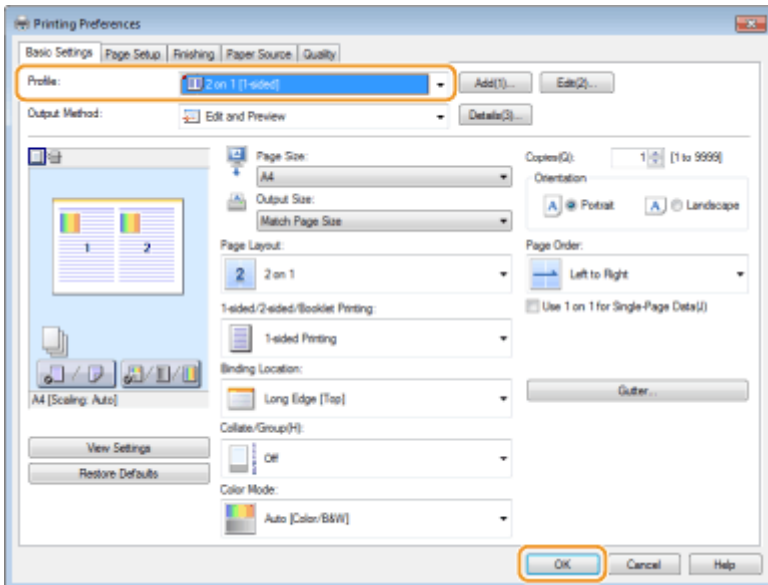 Printing Preferences
Basic Settings Page Setup Finishing Paper Source Quality
Profile: 2 on 1 [1-sided] Add(1)... Edit(2)...
Output Method: Edit and Preview Details(3)...
Page Size:
A4
Output Size:
Match Page Size
Copies(Q): 1 [1 to 9999]
Orientation
A Portrait A Landscape
1 2
Page Layout:
2 2 on 1
Page Order:
Left to Right
1-sided/2-sided/Booklet Printing:
1-sided Printing
Use 1 on 1 for Single-Page Data(J)
Binding Location:
Long Edge [Top]
Gutter...
A4 [Scaling: Auto]
Collate/Group(H):
Off
View Settings
Restore Defaults
Color Mode:
Auto [Color/B&W]
OK Cancel Help